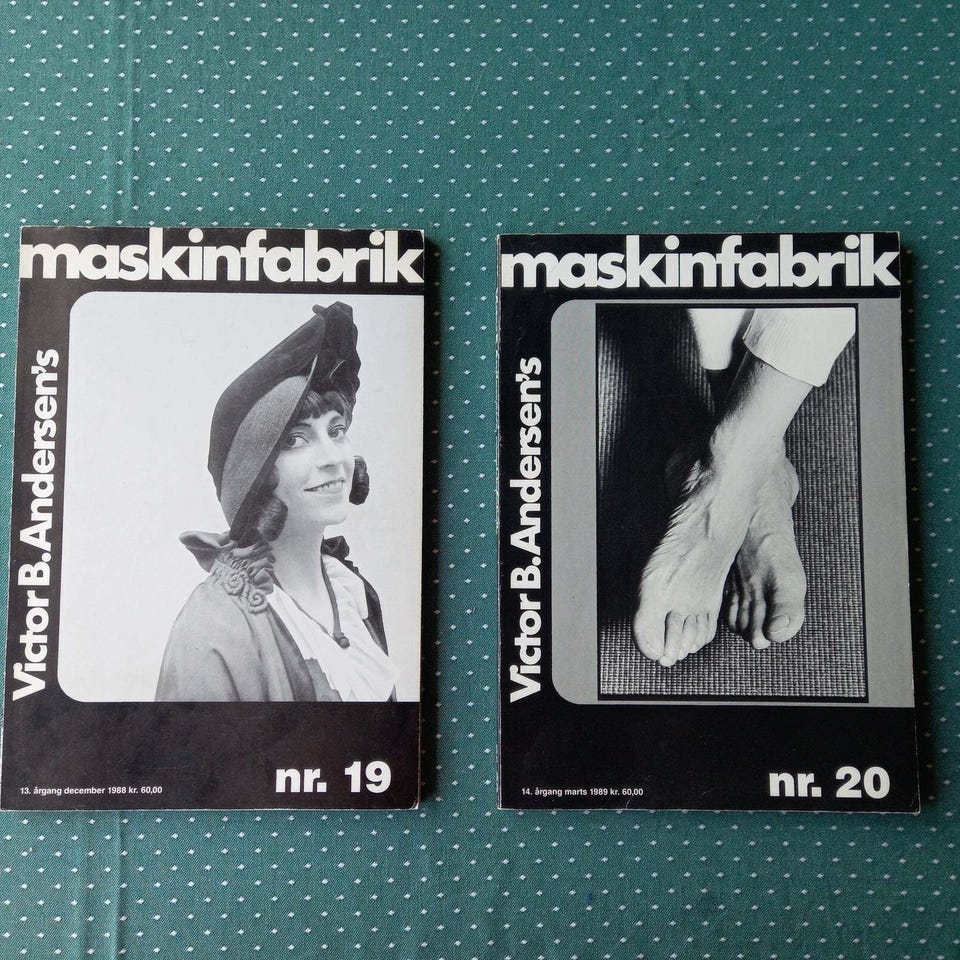 maskinfabrik
Victor B. Andersen's
13. årgang december 1988 kr. 60,00
nr. 19
maskinfabrik
Victor B. Andersen's
14. årgang marts 1989 kr. 60,00
nr. 20